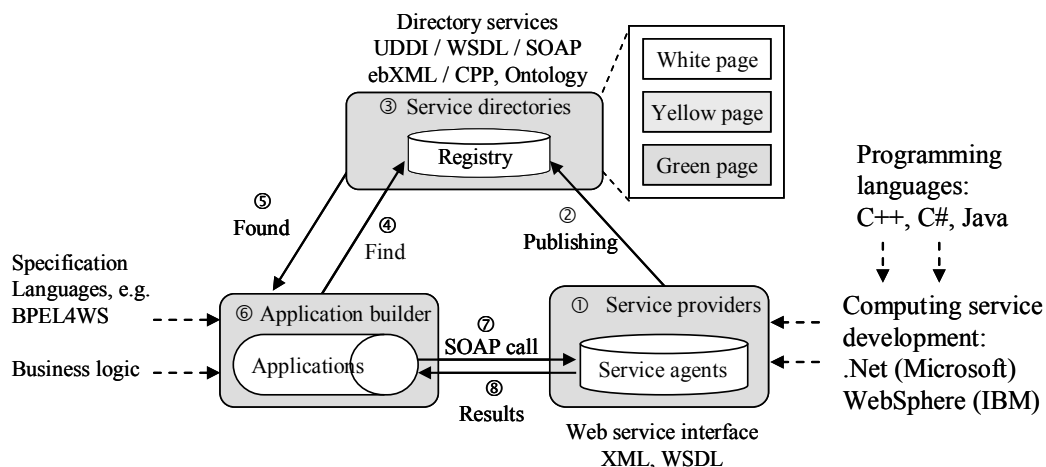 Directory services
UDDI / WSDL / SOAP
ebXML / CPP, Ontology
③ Service directories
Registry
White page
Yellow page
Green page
Programming
languages:
C++, C#, Java
⑤
Found
④
Find
②
Publishing
Specification
Languages, e.g.
BPEL4WS
Business logic
⑥ Application builder
Applications
⑦
SOAP call
⑧
Results
① Service providers
Service agents
Web service interface
XML, WSDL
Computing service
development:
.Net (Microsoft)
WebSphere (IBM)